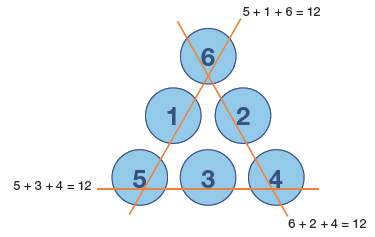 5 + 1 + 6 = 12
6
1 2
5 3 4
5 + 3 + 4 = 12
6 + 2 + 4 = 12